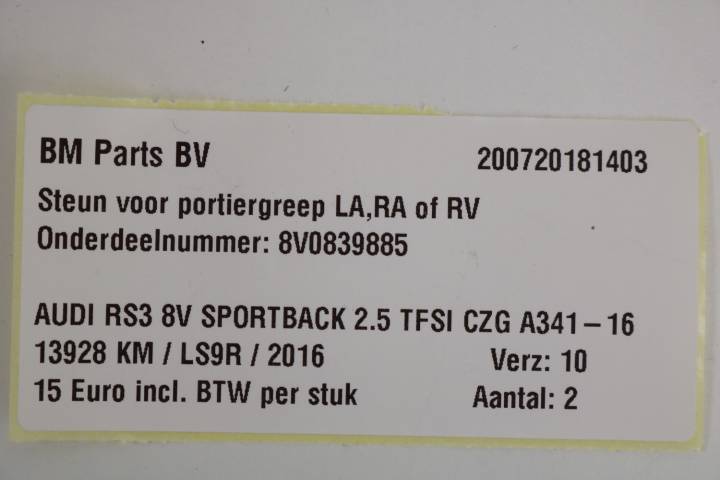 BM Parts BV 200720181403
Steun voor portiergreep LA,RA of RV
Onderdeelnummer: 8V0839885
AUDI RS3 8V SPORTBACK 2.5 TFSI CZG A341-16
13928 KM / LS9R / 2016 Verz: 10
15 Euro incl. BTW per stuk Aantal: 2